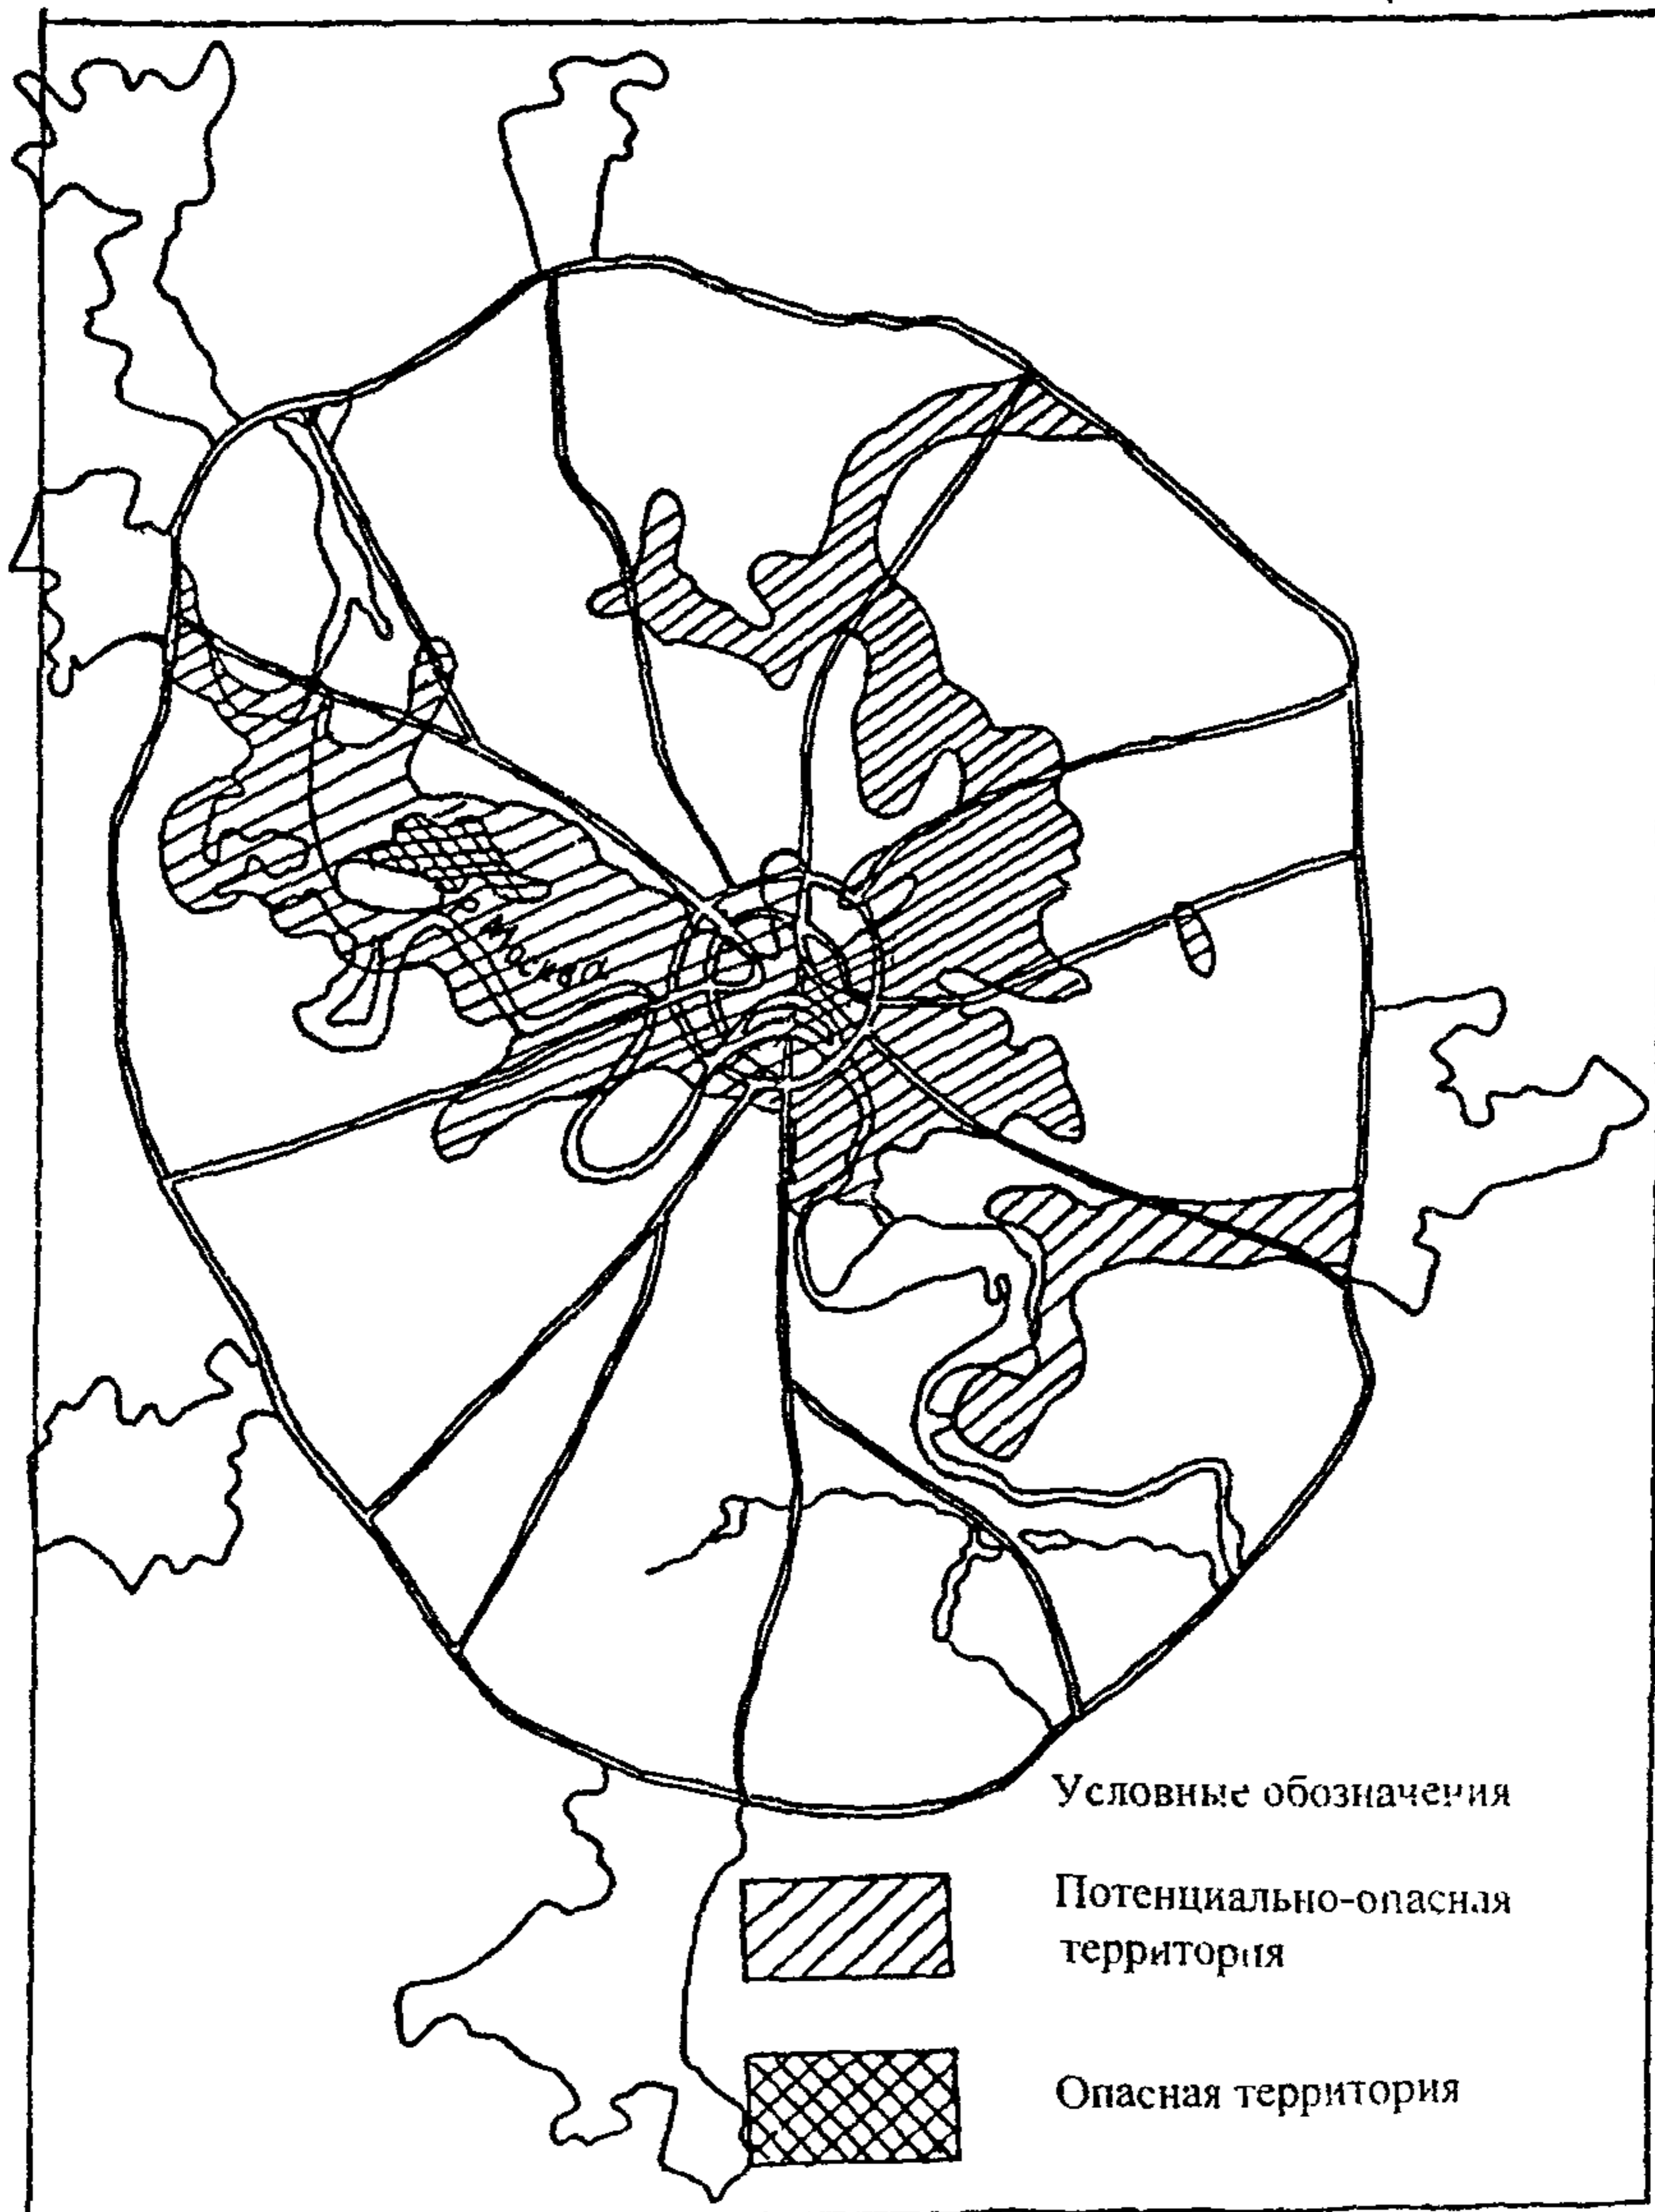 Москва
Условные обозначения
Потенциально-опасная
территория
Опасная территория